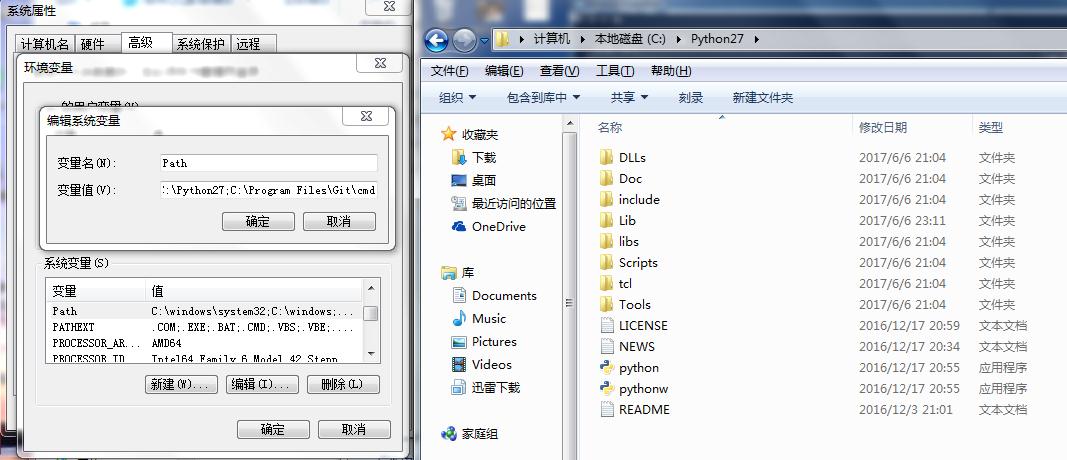 系统属性
计算机名 硬件 高级 系统保护 远程
环境变量
编辑系统变量
变量名(N): Path
变量值(V): :\Python27;C:\Program Files\Git\cmd
确定 取消
系统变量(S)
变量 值
Path C:\windows\system32;C:\windows;...
PATHEXT .COM;.EXE;.BAT;.CMD;.VBS;.VBE;....
PROCESSOR_AR... AMD64
PROCESSOR_ID Intel64 Family 6 Model 42 Stepp
新建(W)... 编辑(I)... 删除(L)
确定 取消
计算机 本地磁盘 (C:) Python27
文件(F) 编辑(E) 查看(V) 工具(T) 帮助(H)
组织 包含到库中 共享 刻录 新建文件夹
收藏夹
下载
桌面
最近访问的位置
OneDrive
库
Documents
Music
Pictures
Videos
迅雷下载
家庭组
名称 修改日期 类型
DLLs 2017/6/6 21:04 文件夹
Doc 2017/6/6 21:04 文件夹
include 2017/6/6 21:04 文件夹
Lib 2017/6/6 23:11 文件夹
libs 2017/6/6 21:04 文件夹
Scripts 2017/6/6 21:04 文件夹
tcl 2017/6/6 21:04 文件夹
Tools 2017/6/6 21:04 文件夹
LICENSE 2016/12/17 20:59 文本文档
NEWS 2016/12/17 20:34 文本文档
python 2016/12/17 20:55 应用程序
pythonw 2016/12/17 20:55 应用程序
README 2016/12/3 21:01 文本文档